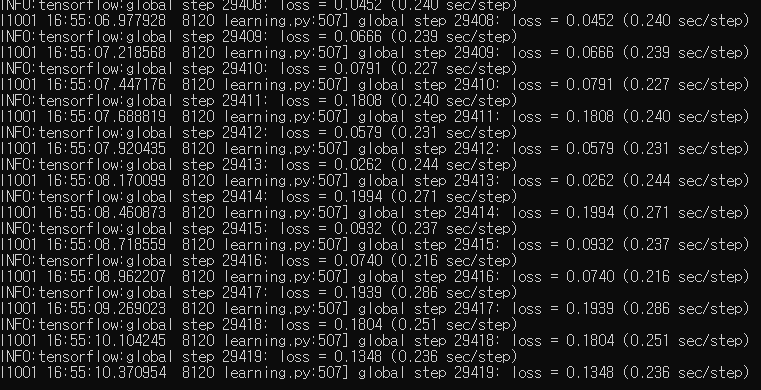 INFO:tensorflow:global step 29408: loss = 0.0452 (0.240 sec/step)
I1001 16:55:06.977928  8120 learning.py:507] global step 29408: loss = 0.0452 (0.240 sec/step)
INFO:tensorflow:global step 29409: loss = 0.0666 (0.239 sec/step)
I1001 16:55:07.218568  8120 learning.py:507] global step 29409: loss = 0.0666 (0.239 sec/step)
INFO:tensorflow:global step 29410: loss = 0.0791 (0.227 sec/step)
I1001 16:55:07.447176  8120 learning.py:507] global step 29410: loss = 0.0791 (0.227 sec/step)
INFO:tensorflow:global step 29411: loss = 0.1808 (0.240 sec/step)
I1001 16:55:07.688819  8120 learning.py:507] global step 29411: loss = 0.1808 (0.240 sec/step)
INFO:tensorflow:global step 29412: loss = 0.0579 (0.231 sec/step)
I1001 16:55:07.920435  8120 learning.py:507] global step 29412: loss = 0.0579 (0.231 sec/step)
INFO:tensorflow:global step 29413: loss = 0.0262 (0.244 sec/step)
I1001 16:55:08.170099  8120 learning.py:507] global step 29413: loss = 0.0262 (0.244 sec/step)
INFO:tensorflow:global step 29414: loss = 0.1994 (0.271 sec/step)
I1001 16:55:08.460873  8120 learning.py:507] global step 29414: loss = 0.1994 (0.271 sec/step)
INFO:tensorflow:global step 29415: loss = 0.0932 (0.237 sec/step)
I1001 16:55:08.718559  8120 learning.py:507] global step 29415: loss = 0.0932 (0.237 sec/step)
INFO:tensorflow:global step 29416: loss = 0.0740 (0.216 sec/step)
I1001 16:55:08.962207  8120 learning.py:507] global step 29416: loss = 0.0740 (0.216 sec/step)
INFO:tensorflow:global step 29417: loss = 0.1939 (0.286 sec/step)
I1001 16:55:09.269023  8120 learning.py:507] global step 29417: loss = 0.1939 (0.286 sec/step)
INFO:tensorflow:global step 29418: loss = 0.1804 (0.251 sec/step)
I1001 16:55:10.104245  8120 learning.py:507] global step 29418: loss = 0.1804 (0.251 sec/step)
INFO:tensorflow:global step 29419: loss = 0.1348 (0.236 sec/step)
I1001 16:55:10.370954  8120 learning.py:507] global step 29419: loss = 0.1348 (0.236 sec/step)